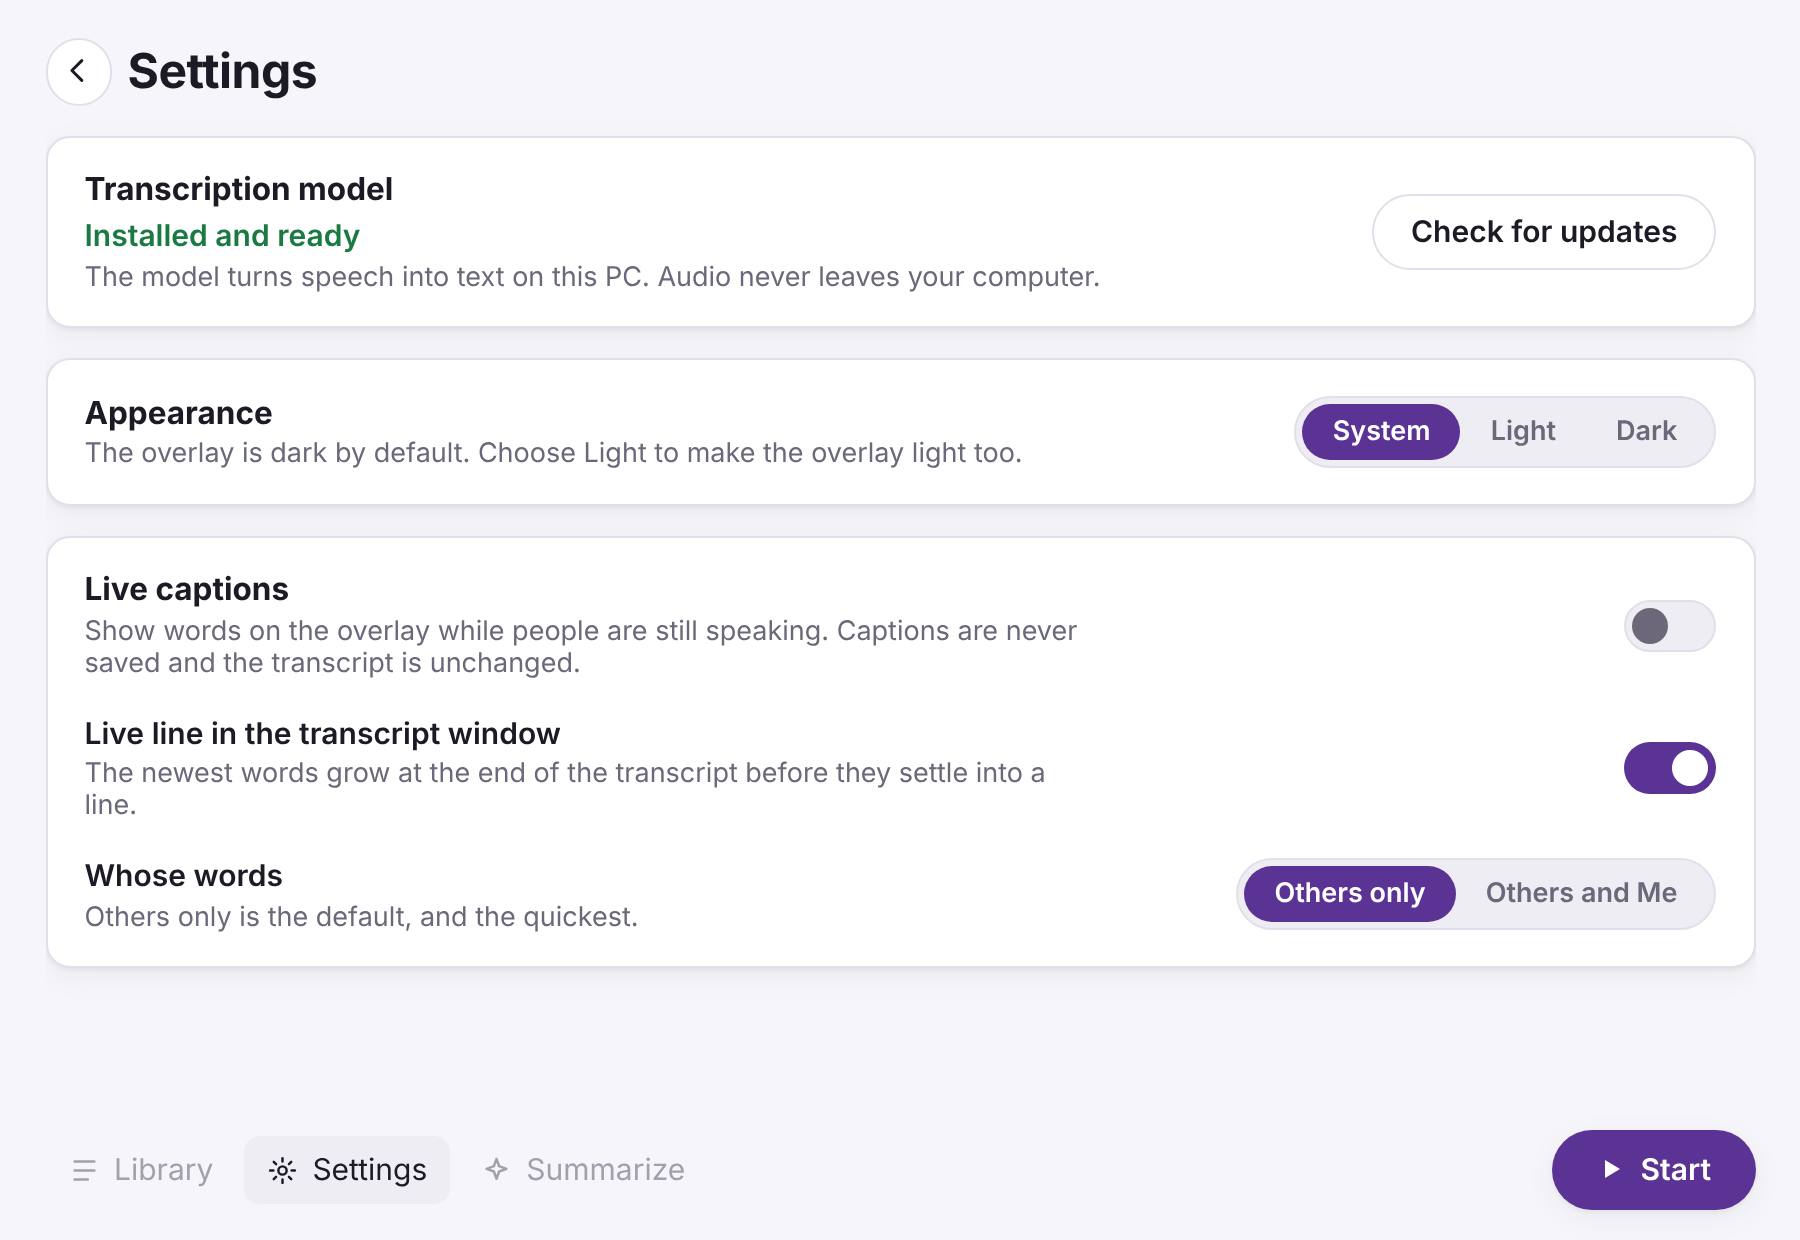 Settings
Transcription model
Installed and ready
The model turns speech into text on this PC. Audio never leaves your computer.
Check for updates
Appearance
The overlay is dark by default. Choose Light to make the overlay light too.
System Light Dark
Live captions
Show words on the overlay while people are still speaking. Captions are never
saved and the transcript is unchanged.
Live line in the transcript window
The newest words grow at the end of the transcript before they settle into a
line.
Whose words
Others only is the default, and the quickest.
Others only Others and Me
Library Settings Summarize Start